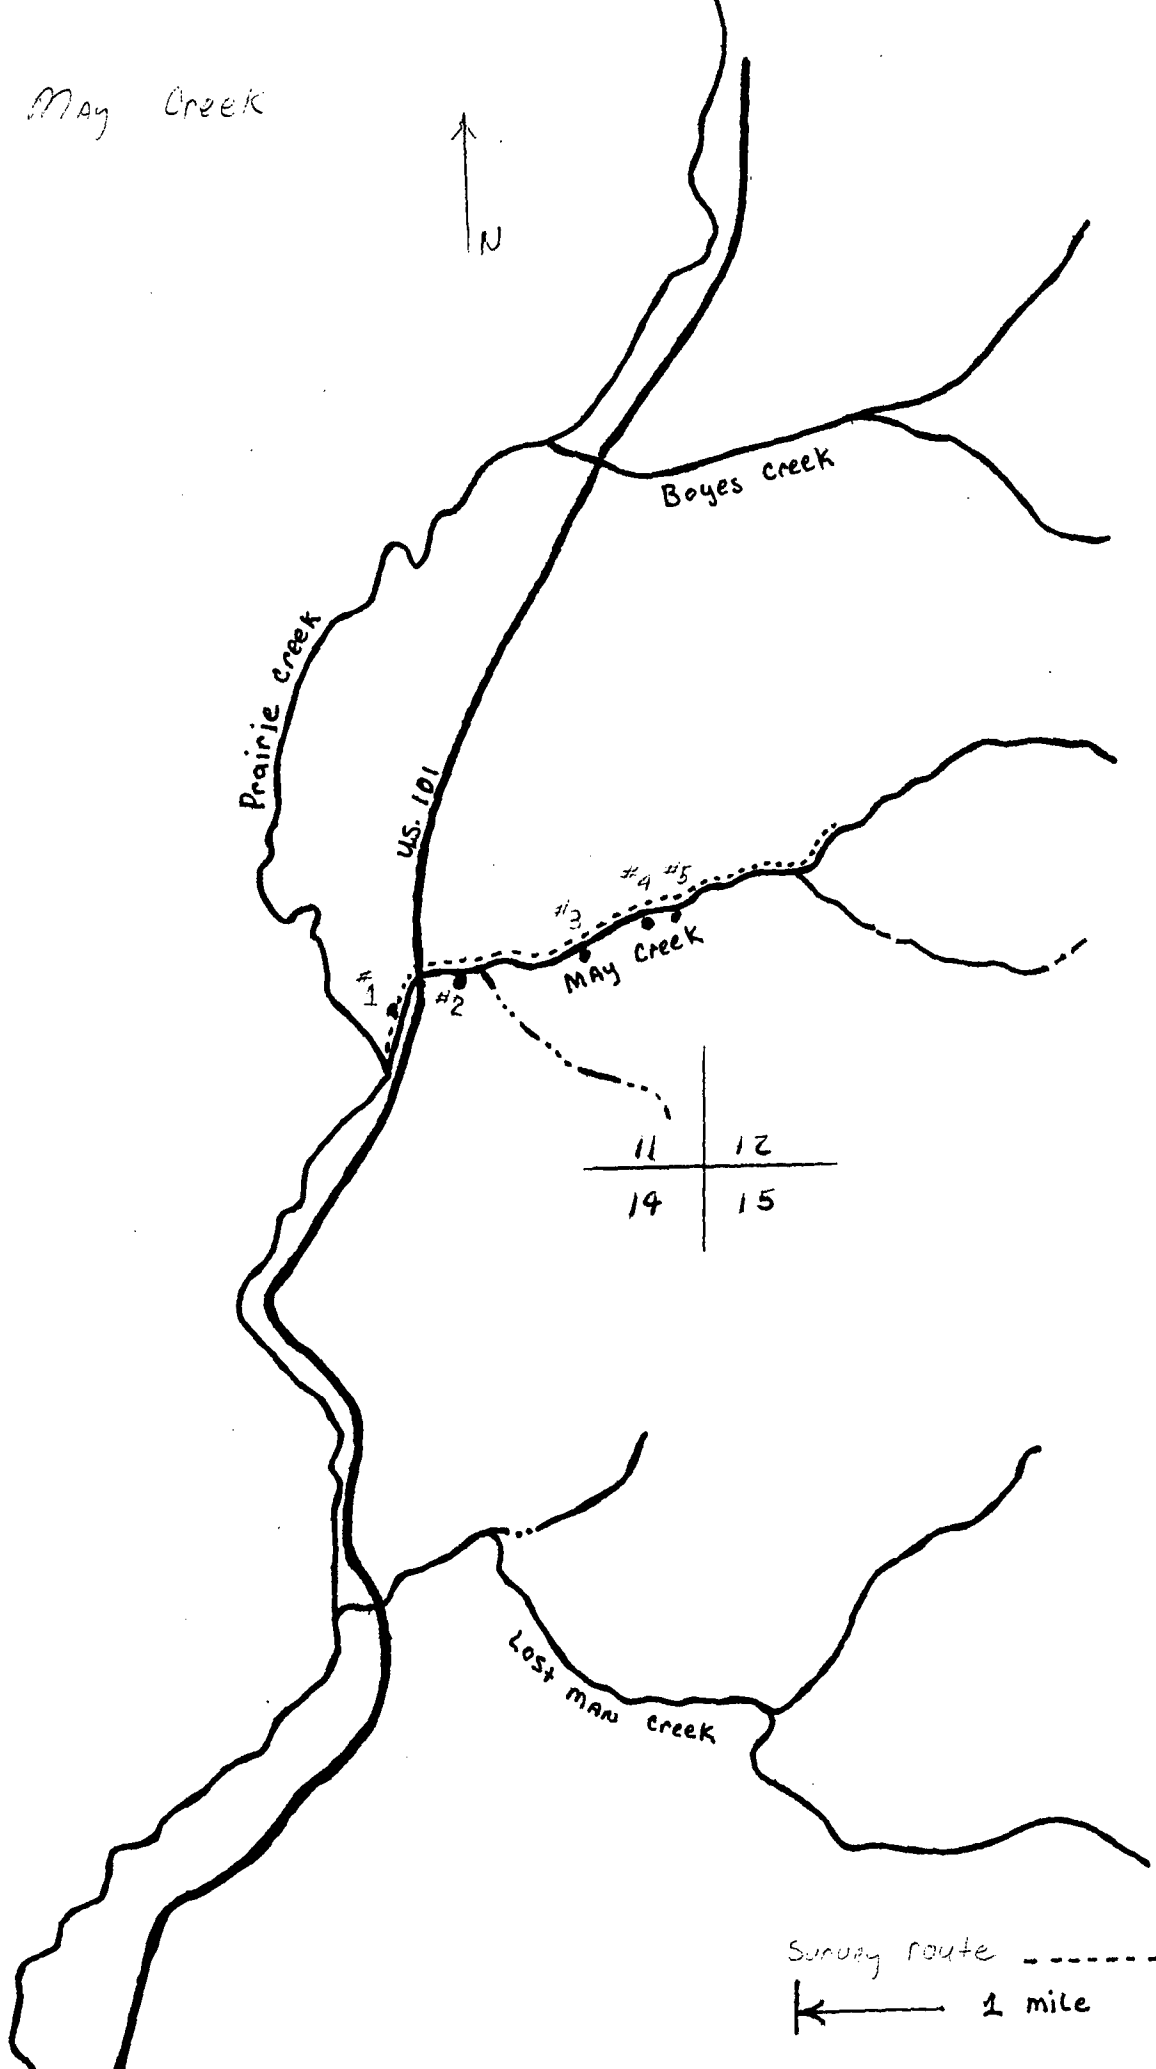 May Creek
N
Boyes Creek
Prairie Creek
U.S. 101
#4 #5
#3
May Creek
#1
#2
11 12
14 15
Lost Man Creek
Survey route
1 mile